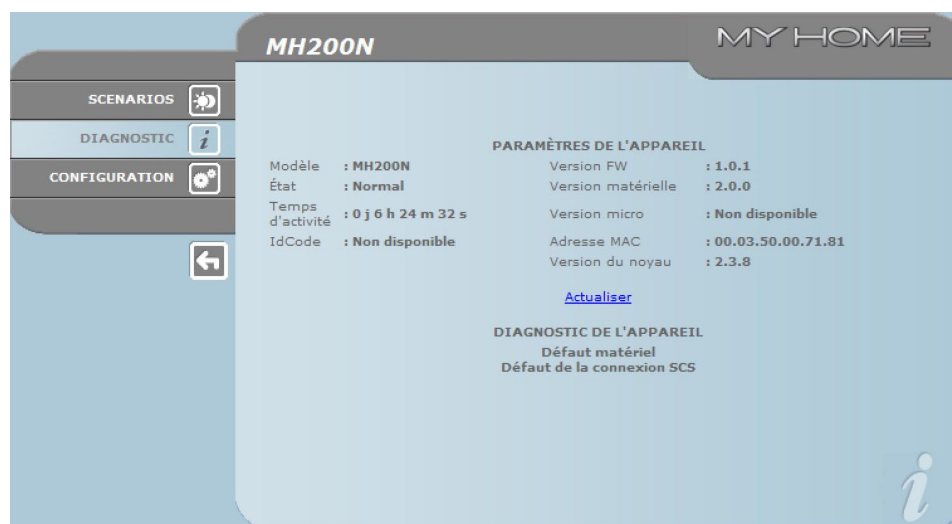 MH200N
MY HOME
SCENARIOS
DIAGNOSTIC
CONFIGURATION
PARAMÈTRES DE L'APPAREIL
Modèle : MH200N Version FW : 1.0.1
État : Normal Version matérielle : 2.0.0
Temps d'activité : 0 j 6 h 24 m 32 s Version micro : Non disponible
IdCode : Non disponible Adresse MAC : 00.03.50.00.71.81
Version du noyau : 2.3.8
Actualiser
DIAGNOSTIC DE L'APPAREIL
Défaut matériel
Défaut de la connexion SCS